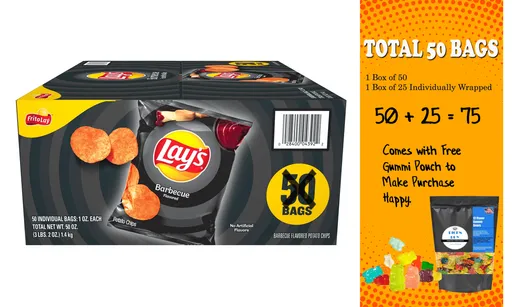 FritoLay
Lay's
Barbecue
Flavored
Potato Chips
No Artificial
Flavors
50
BAGS
50 INDIVIDUAL BAGS: 1 OZ. EACH
TOTAL NET WT. 50 OZ.
(3 LBS. 2 OZ.) 1.4 kg
BARBECUE FLAVORED POTATO CHIPS
TOTAL 50 BAGS
1 Box of 50
1 Box of 25 Individually Wrapped
50 + 25 = 75
Comes with Free
Gummi Pouch to
Make Purchase
Happy.